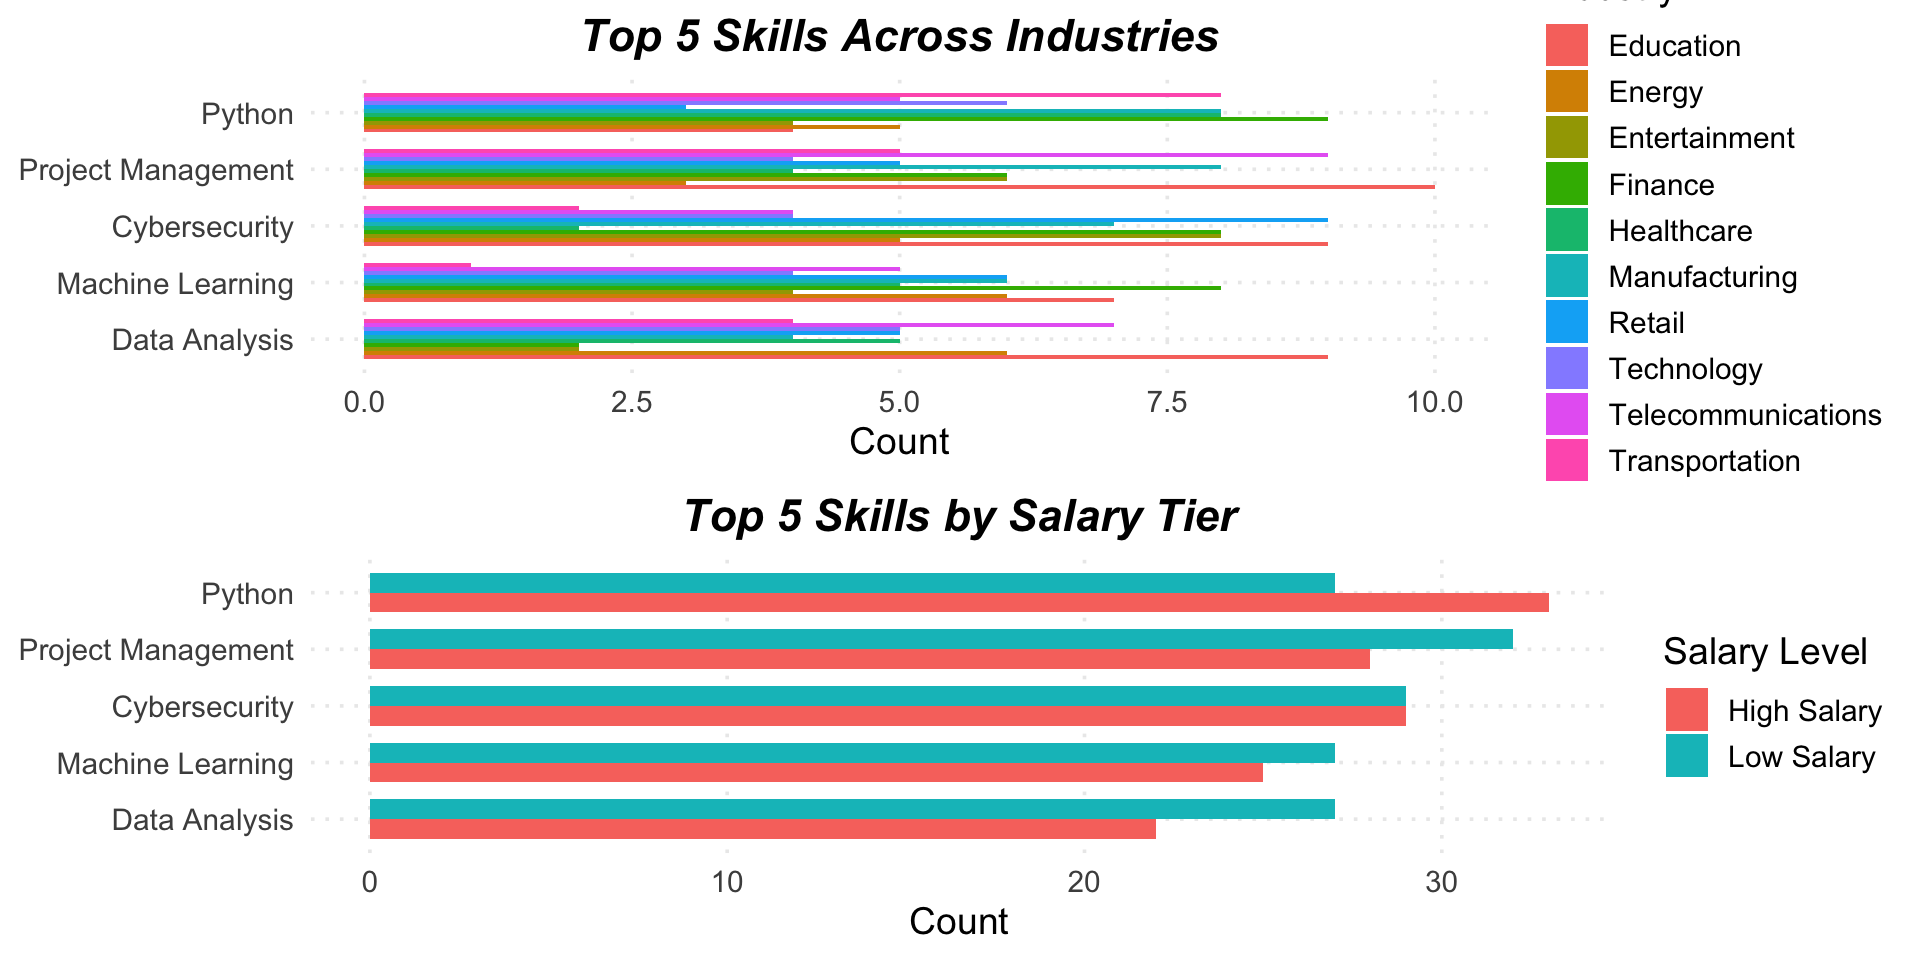 Top 5 Skills Across Industries
Python
Project Management
Cybersecurity
Machine Learning
Data Analysis
0.0 2.5 5.0 7.5 10.0
Count
Education
Energy
Entertainment
Finance
Healthcare
Manufacturing
Retail
Technology
Telecommunications
Transportation
Top 5 Skills by Salary Tier
Python
Project Management
Cybersecurity
Machine Learning
Data Analysis
0 10 20 30
Count
Salary Level
High Salary
Low Salary